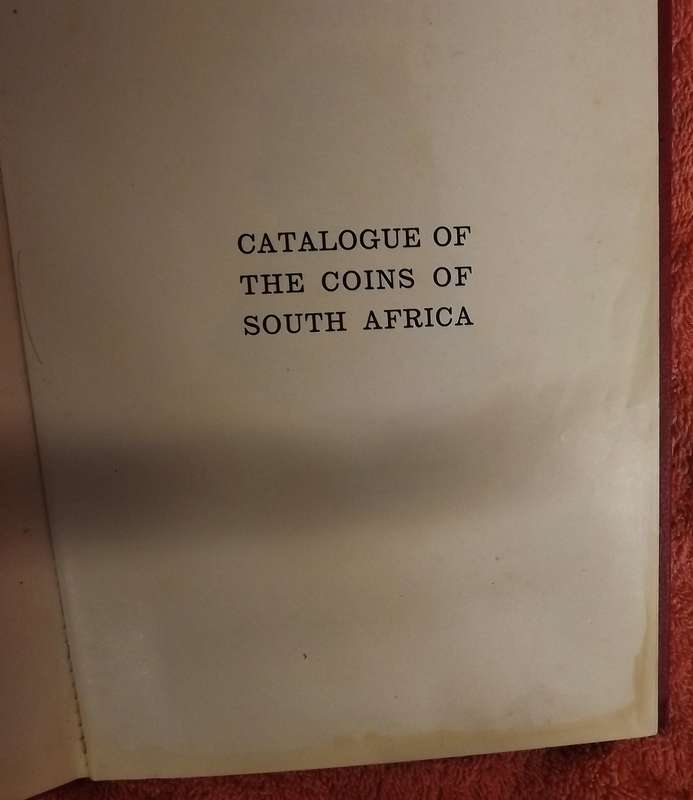 CATALOGUE OF
THE COINS OF
SOUTH AFRICA